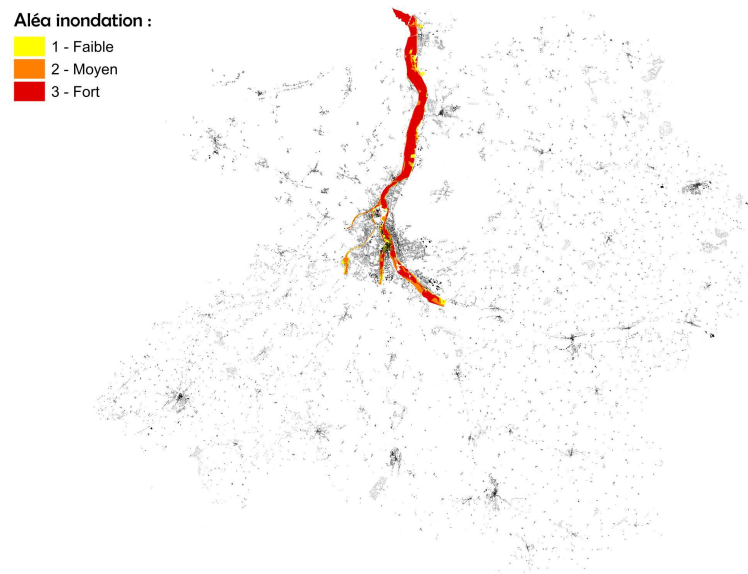 Aléa inondation :
1 - Faible
2 - Moyen
3 - Fort